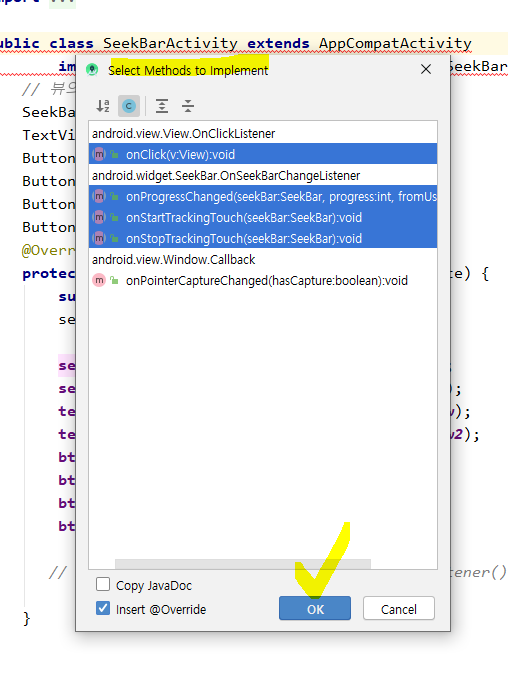 import ...
public class SeekBarActivity extends AppCompatActivity
im SeekBar
Select Methods to Implement
// 뷰의
SeekBa
TextVi
Button
Button
Button
Button
@Overr
protec e) {
su
se
se ;
se );
te w);
te w2);
bt
bt
bt
bt
// tener()
}
android.view.View.OnClickListener
onClick(v:View):void
android.widget.SeekBar.OnSeekBarChangeListener
onProgressChanged(seekBar:SeekBar, progress:int, fromUs
onStartTrackingTouch(seekBar:SeekBar):void
onStopTrackingTouch(seekBar:SeekBar):void
android.view.Window.Callback
onPointerCaptureChanged(hasCapture:boolean):void
Copy JavaDoc
Insert @Override
OK Cancel